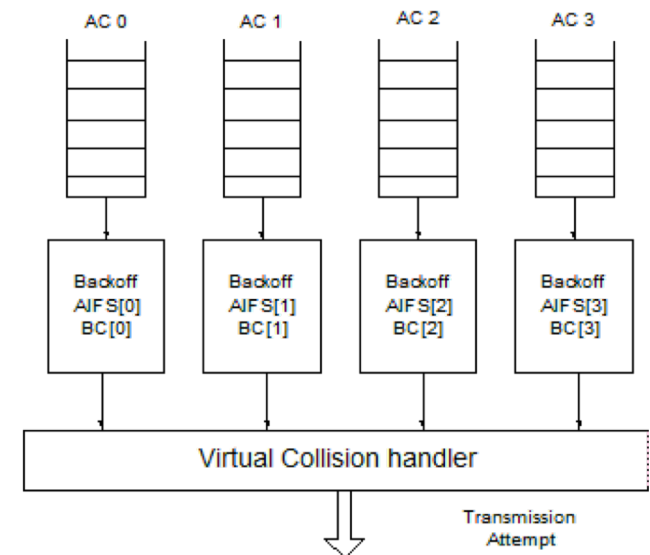 AC 0
AC 1
AC 2
AC 3
Backoff
AIFS[0]
BC[0]
Backoff
AIFS[1]
BC[1]
Backoff
AIFS[2]
BC[2]
Backoff
AIFS[3]
BC[3]
Virtual Collision handler
Transmission
Attempt